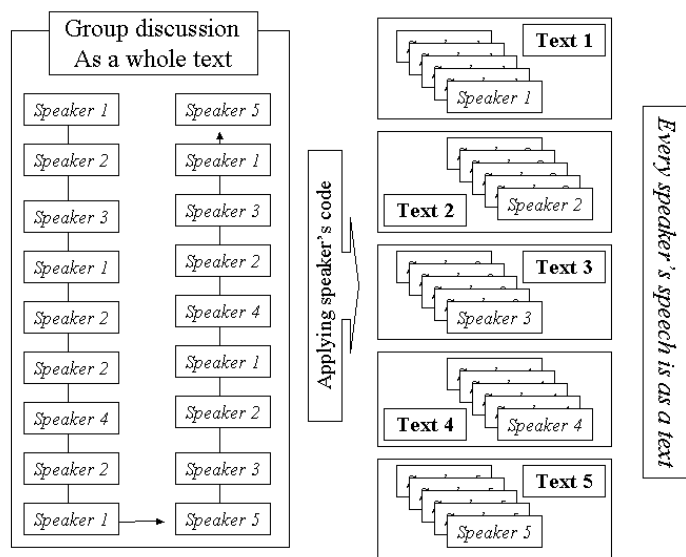 Group discussion
As a whole text
Speaker 1
Speaker 2
Speaker 3
Speaker 1
Speaker 2
Speaker 2
Speaker 4
Speaker 2
Speaker 1
Speaker 5
Speaker 1
Speaker 3
Speaker 2
Speaker 4
Speaker 1
Speaker 2
Speaker 3
Speaker 5
Applying speaker's code
Text 1
Speaker 1
Text 2
Speaker 2
Text 3
Speaker 3
Text 4
Speaker 4
Text 5
Speaker 5
Every speaker's speech is as a text